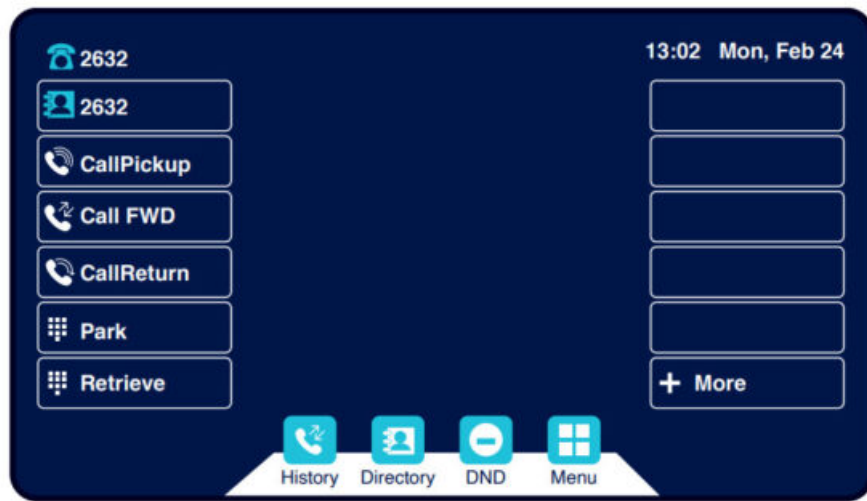 2632
13:02 Mon, Feb 24
2632
CallPickup
Call FWD
CallReturn
Park
Retrieve
+ More
History Directory DND Menu